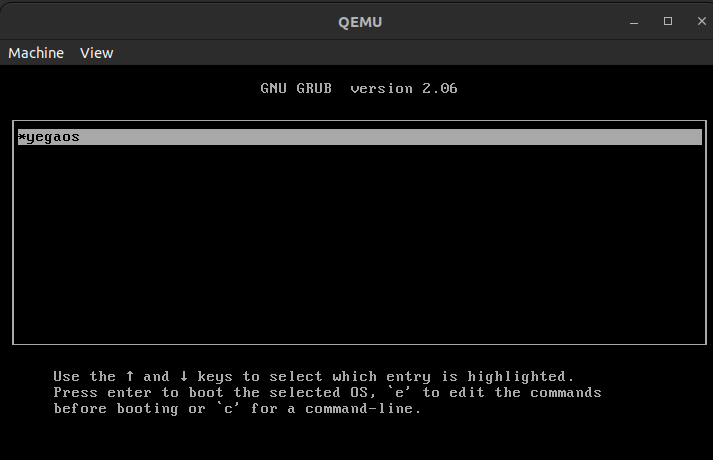 QEMU
Machine View
GNU GRUB  version 2.06
*yegaos
Use the ↑ and ↓ keys to select which entry is highlighted.
Press enter to boot the selected OS, `e' to edit the commands
before booting or `c' for a command-line.